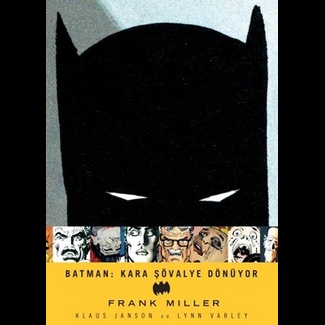 BATMAN: KARA ŞÖVALYE DÖNÜYOR
FRANK MILLER
KLAUS JANSON VE LYNN VARLEY